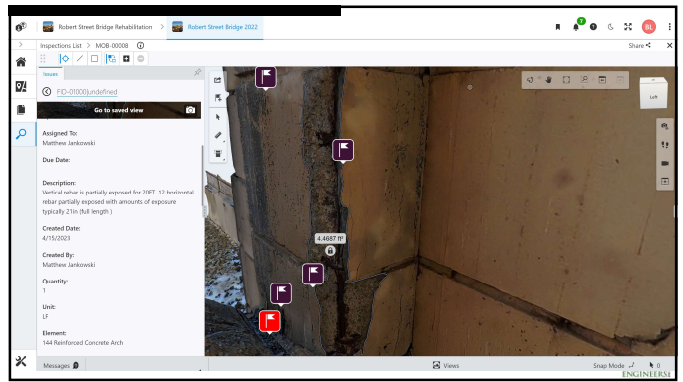 Robert Street Bridge Rehabilitation > Robert Street Bridge 2022
7
BL
Inspections List > MOB-00008
Share
Issues
FID-01000|undefined
Go to saved view
Left
Assigned To:
Matthew Jankowski
Due Date:
Description:
Vertical rebar is partially exposed for 20FT, 12 horizontal
rebar partially exposed with amounts of exposure
typically 21in (full length )
Created Date:
4/15/2023
Created By:
Matthew Jankowski
4.4687 ft²
Quantity:
1
Unit:
LF
Element:
144 Reinforced Concrete Arch
Messages 0
Views
Snap Mode
0
ENGINEERS